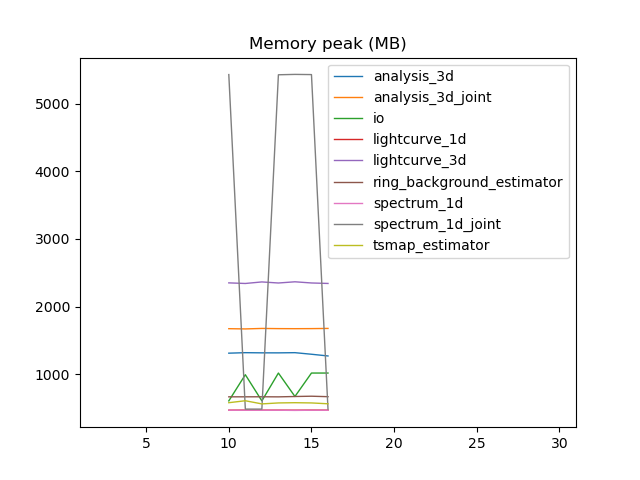 Memory peak (MB)
analysis_3d
analysis_3d_joint
io
lightcurve_1d
lightcurve_3d
ring_background_estimator
spectrum_1d
spectrum_1d_joint
tsmap_estimator
5000
4000
3000
2000
1000
5 10 15 20 25 30